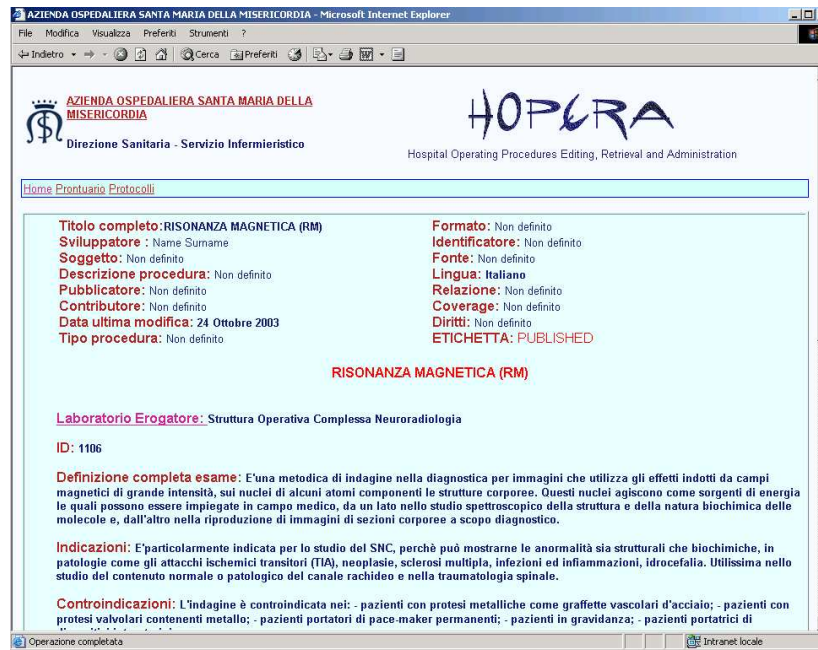 AZIENDA OSPEDALIERA SANTA MARIA DELLA MISERICORDIA - Microsoft Internet Explorer
File Modifica Visualizza Preferiti Strumenti ?
Indietro Cerca Preferiti
AZIENDA OSPEDALIERA SANTA MARIA DELLA
MISERICORDIA
Direzione Sanitaria - Servizio Infermieristico
HOPERA
Hospital Operating Procedures Editing, Retrieval and Administration
Home Prontuario Protocolli
Titolo completo:RISONANZA MAGNETICA (RM)
Sviluppatore : Name Surname
Soggetto: Non definito
Descrizione procedura: Non definito
Pubblicatore: Non definito
Contributore: Non definito
Data ultima modifica: 24 Ottobre 2003
Tipo procedura: Non definito
Formato: Non definito
Identificatore: Non definito
Fonte: Non definito
Lingua: Italiano
Relazione: Non definito
Coverage: Non definito
Diritti: Non definito
ETICHETTA: PUBLISHED
RISONANZA MAGNETICA (RM)
Laboratorio Erogatore: Struttura Operativa Complessa Neuroradiologia
ID: 1106
Definizione completa esame: E'una metodica di indagine nella diagnostica per immagini che utilizza gli effetti indotti da campi
magnetici di grande intensità, sui nuclei di alcuni atomi componenti le strutture corporee. Questi nuclei agiscono come sorgenti di energia
le quali possono essere impiegate in campo medico, da un lato nello studio spettroscopico della struttura e della natura biochimica delle
molecole e, dall'altro nella riproduzione di immagini di sezioni corporee a scopo diagnostico.
Indicazioni: E'particolarmente indicata per lo studio del SNC, perchè può mostrarne le anormalità sia strutturali che biochimiche, in
patologie come gli attacchi ischemici transitori (TIA), neoplasie, sclerosi multipla, infezioni ed infiammazioni, idrocefalia. Utilissima nello
studio del contenuto normale o patologico del canale rachideo e nella traumatologia spinale.
Controindicazioni: L'indagine è controindicata nei: - pazienti con protesi metalliche come graffette vascolari d'acciaio; - pazienti con
protesi valvolari contenenti metallo; - pazienti portatori di pace-maker permanenti; - pazienti in gravidanza; - pazienti portatrici di
Operazione completata
Intranet locale